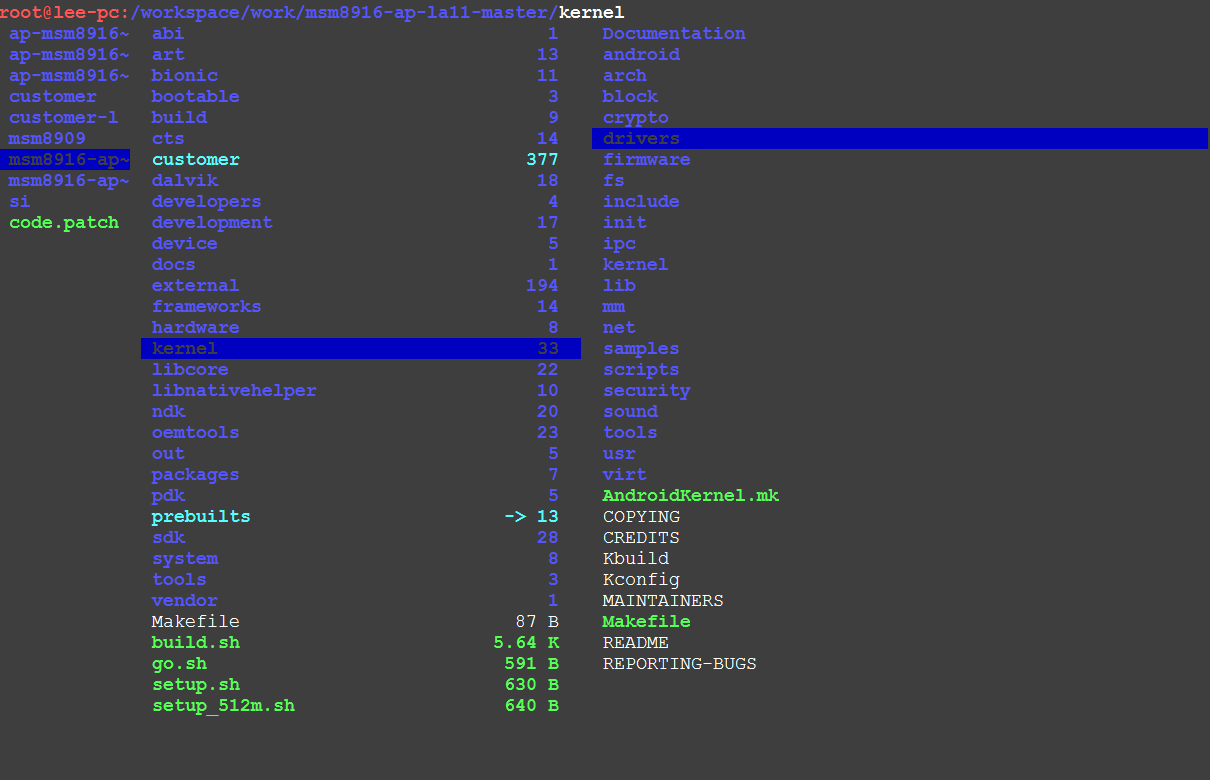 root@lee-pc:/workspace/work/msm8916-ap-la11-master/kernel
ap-msm8916~ abi 1 Documentation
ap-msm8916~ art 13 android
ap-msm8916~ bionic 11 arch
customer bootable 3 block
customer-l build 9 crypto
msm8909 cts 14 drivers
msm8916-ap~ customer 377 firmware
msm8916-ap~ dalvik 18 fs
si developers 4 include
code.patch development 17 init
device 5 ipc
docs 1 kernel
external 194 lib
frameworks 14 mm
hardware 8 net
kernel 33 samples
libcore 22 scripts
libnativehelper 10 security
ndk 20 sound
oemtools 23 tools
out 5 usr
packages 7 virt
pdk 5 AndroidKernel.mk
prebuilts -> 13 COPYING
sdk 28 CREDITS
system 8 Kbuild
tools 3 Kconfig
vendor 1 MAINTAINERS
Makefile 87 B Makefile
build.sh 5.64 K README
go.sh 591 B REPORTING-BUGS
setup.sh 630 B
setup_512m.sh 640 B